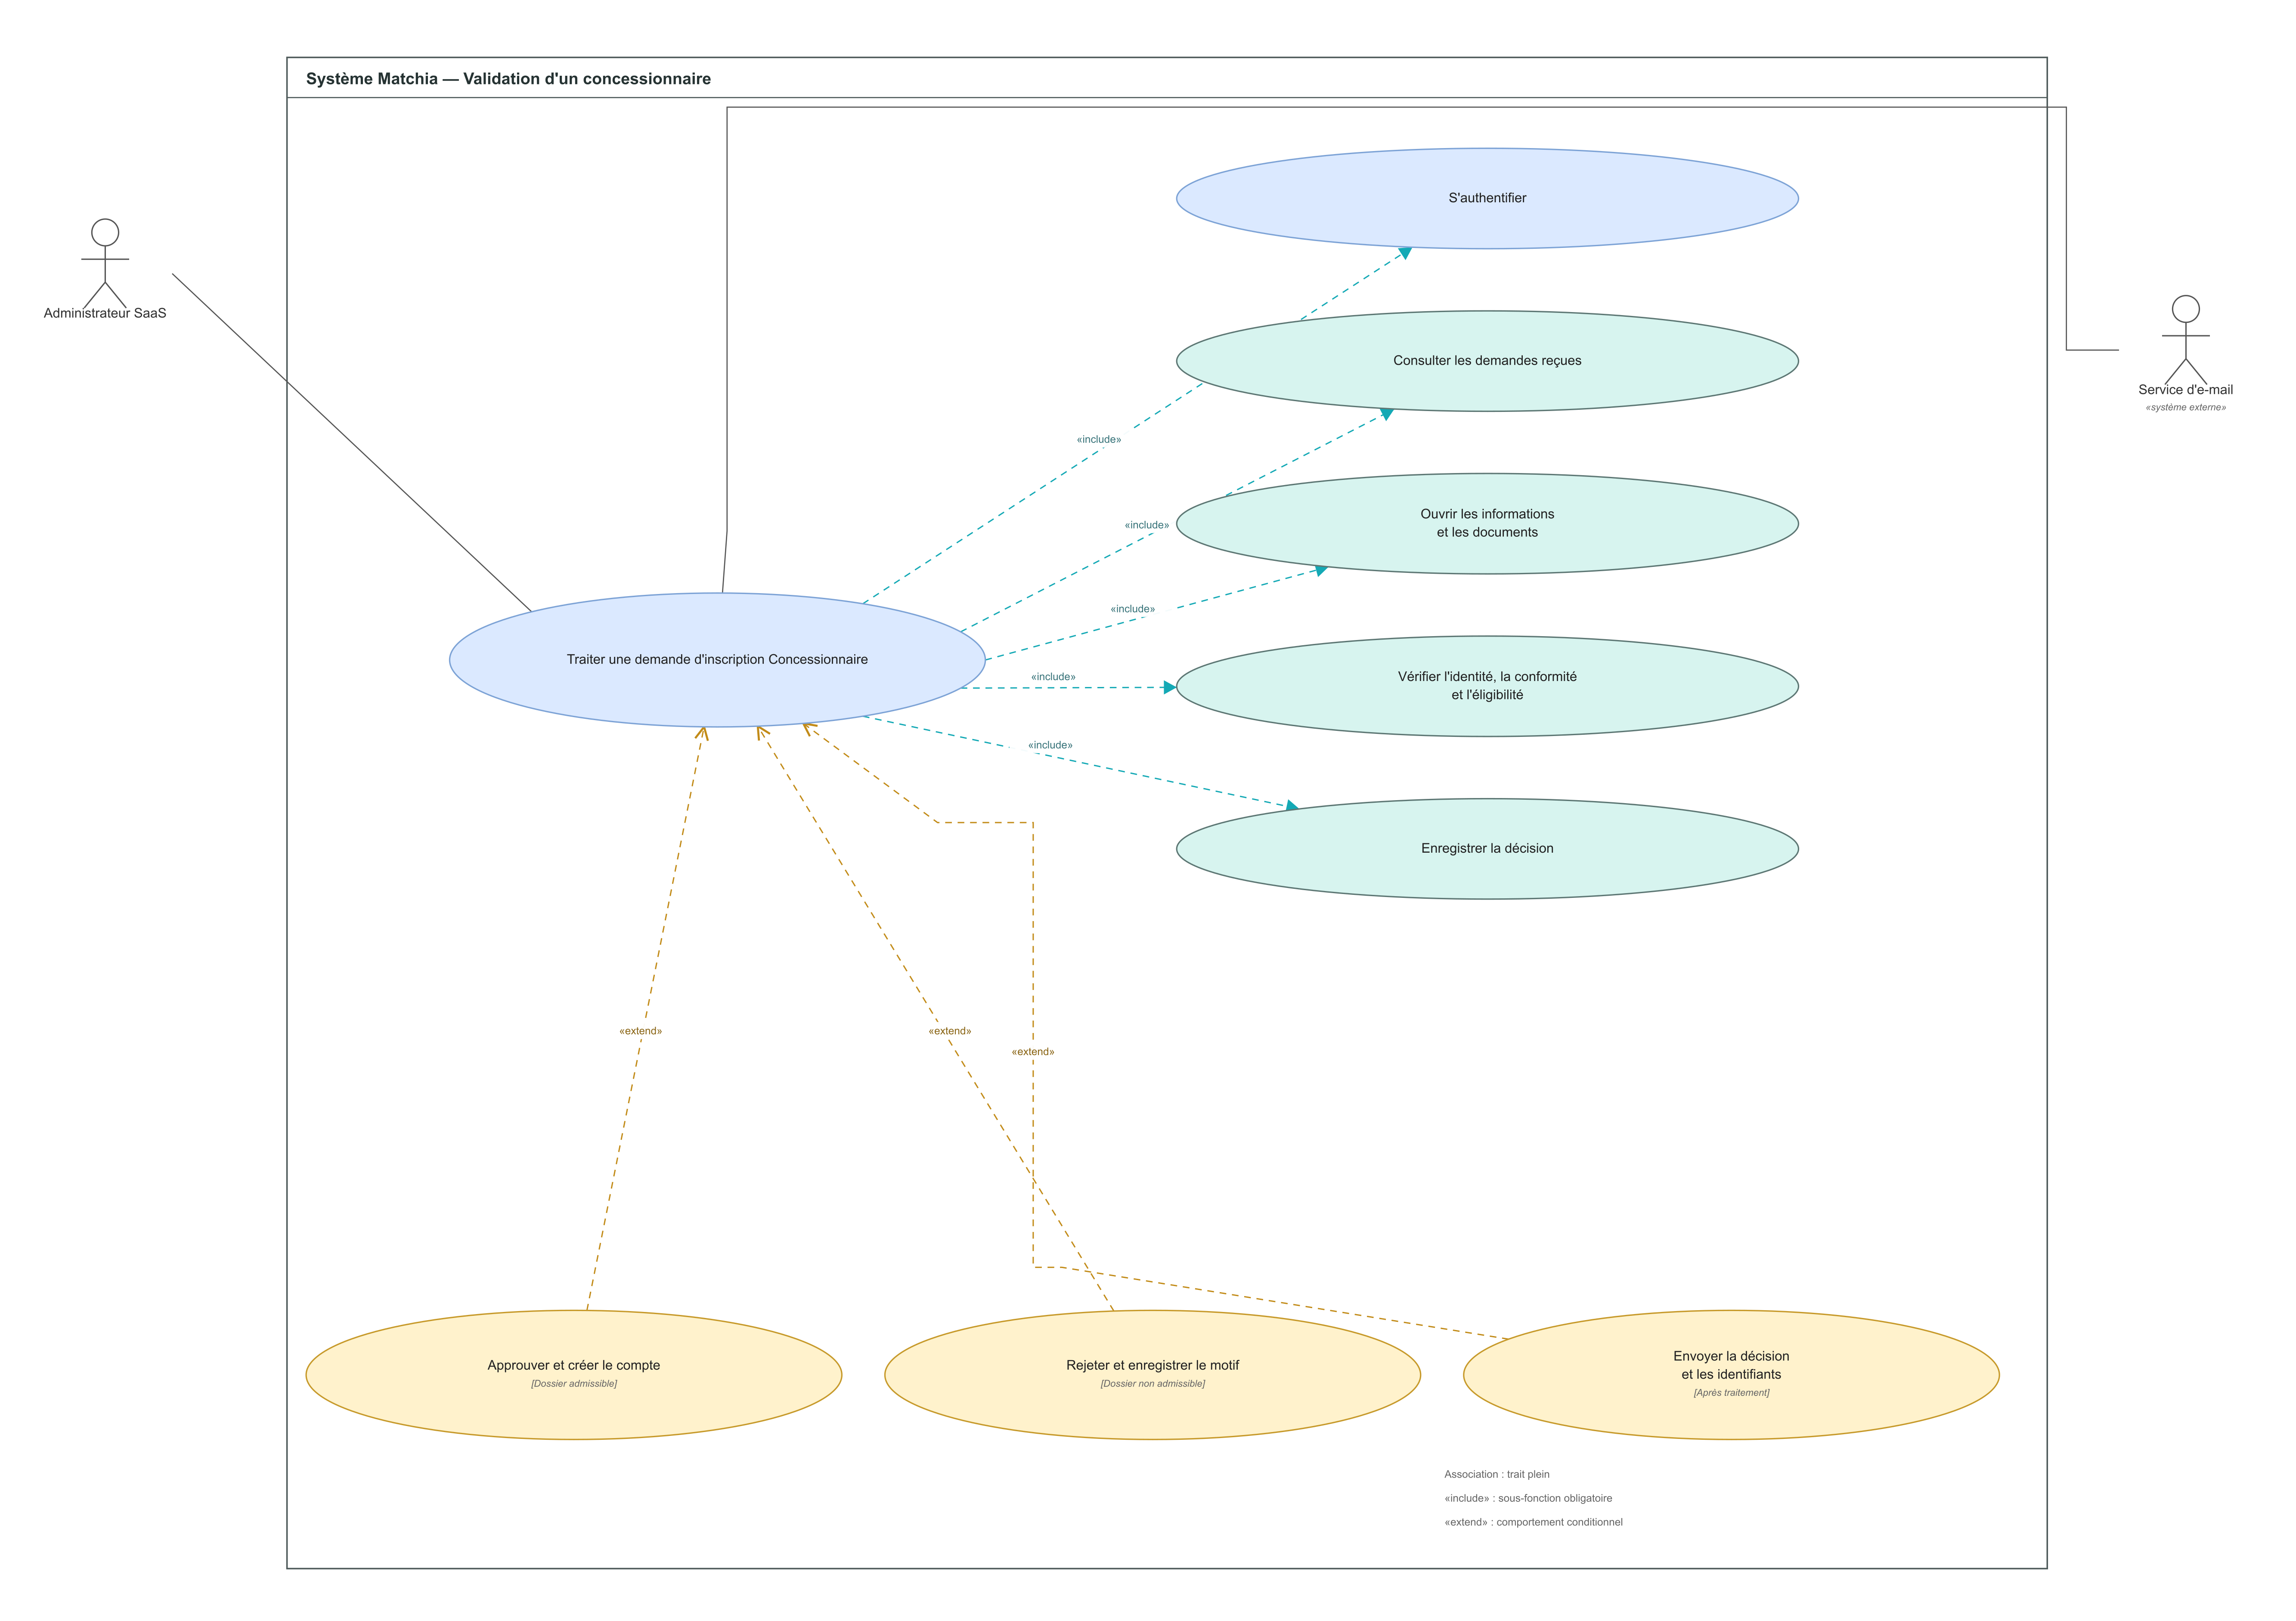 Système Matchia — Validation d'un concessionnaire
S'authentifier
Administrateur SaaS
Consulter les demandes reçues
Service d'e-mail
«système externe»
«include»
Ouvrir les informations
et les documents
«include»
«include»
Traiter une demande d'inscription Concessionnaire
«include»
Vérifier l'identité, la conformité
et l'éligibilité
«include»
Enregistrer la décision
«extend»
«extend»
«extend»
Approuver et créer le compte
[Dossier admissible]
Rejeter et enregistrer le motif
[Dossier non admissible]
Envoyer la décision
et les identifiants
[Après traitement]
Association : trait plein
«include» : sous-fonction obligatoire
«extend» : comportement conditionnel